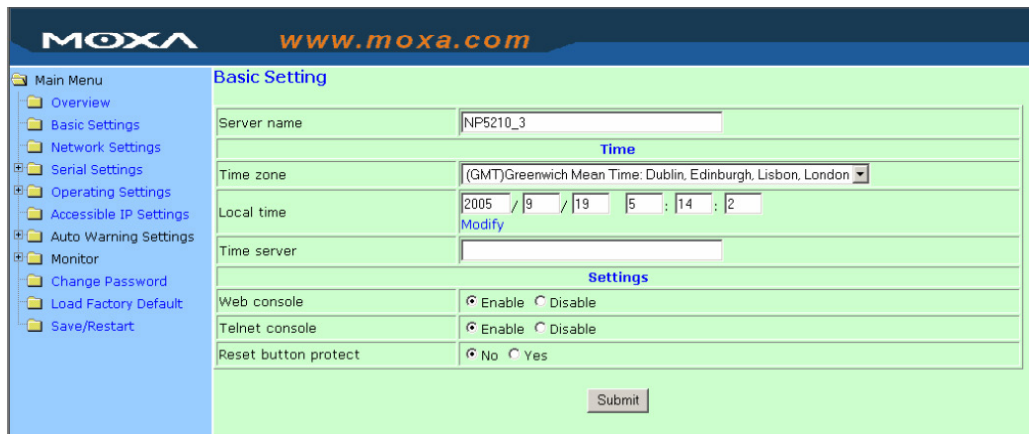 MOXA www.moxa.com
Main Menu
Overview
Basic Settings
Network Settings
Serial Settings
Operating Settings
Accessible IP Settings
Auto Warning Settings
Monitor
Change Password
Load Factory Default
Save/Restart
Basic Setting
Server name NP5210_3
Time
Time zone (GMT)Greenwich Mean Time: Dublin, Edinburgh, Lisbon, London
Local time 2005 / 9 / 19 5 : 14 : 2
Modify
Time server
Settings
Web console Enable Disable
Telnet console Enable Disable
Reset button protect No Yes
Submit